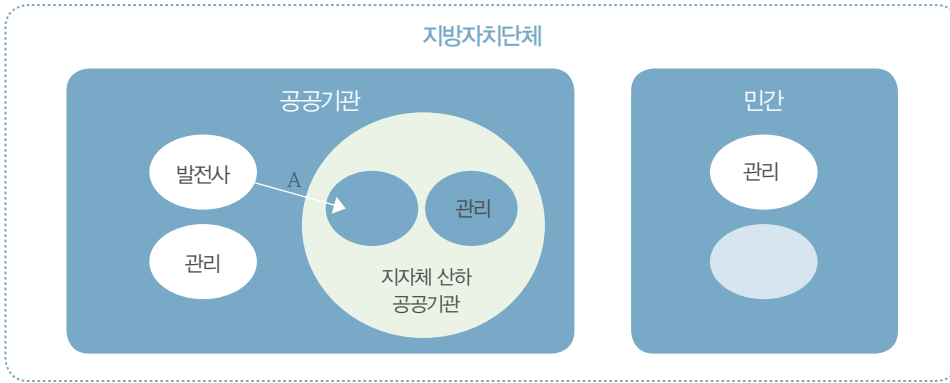 지방자치단체
공공기관
민간
발전사
A
관리
관리
관리
지자체 산하
공공기관